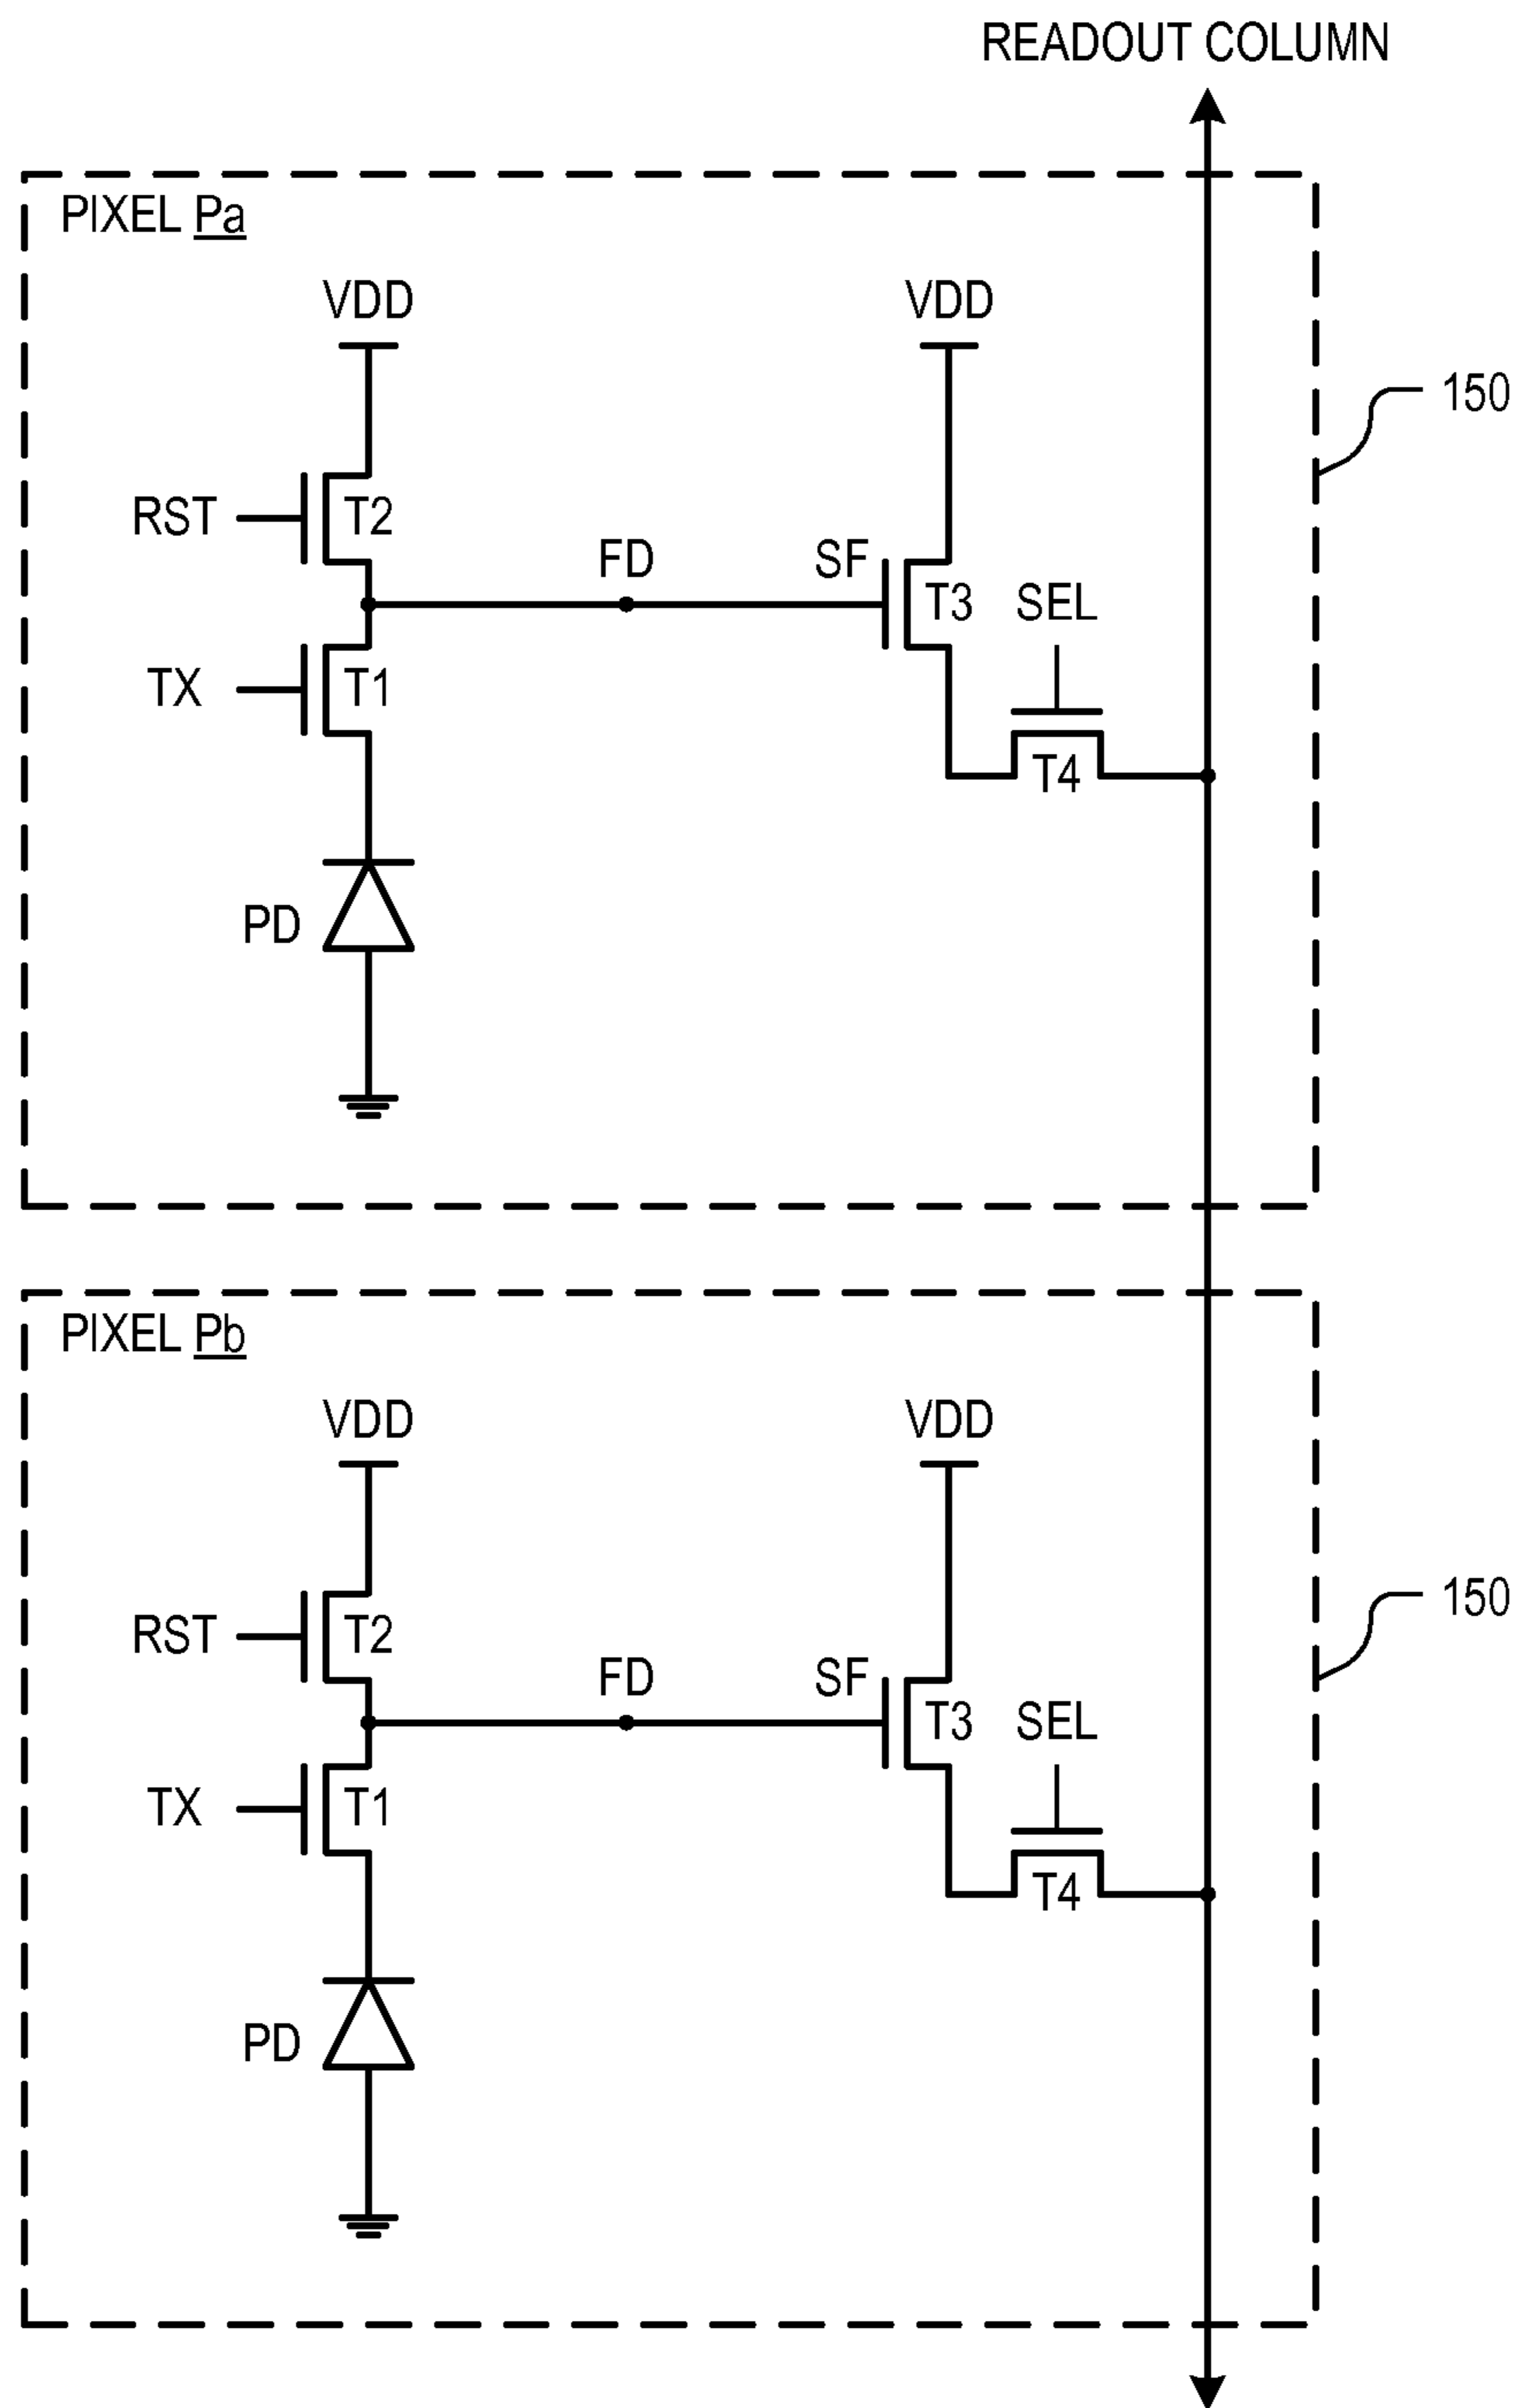 READOUT COLUMN
PIXEL Pa
VDD
VDD
150
RST
T2
FD
SF
T3
SEL
TX
T1
T4
PD
PIXEL Pb
VDD
VDD
150
RST
T2
FD
SF
T3
SEL
TX
T1
T4
PD